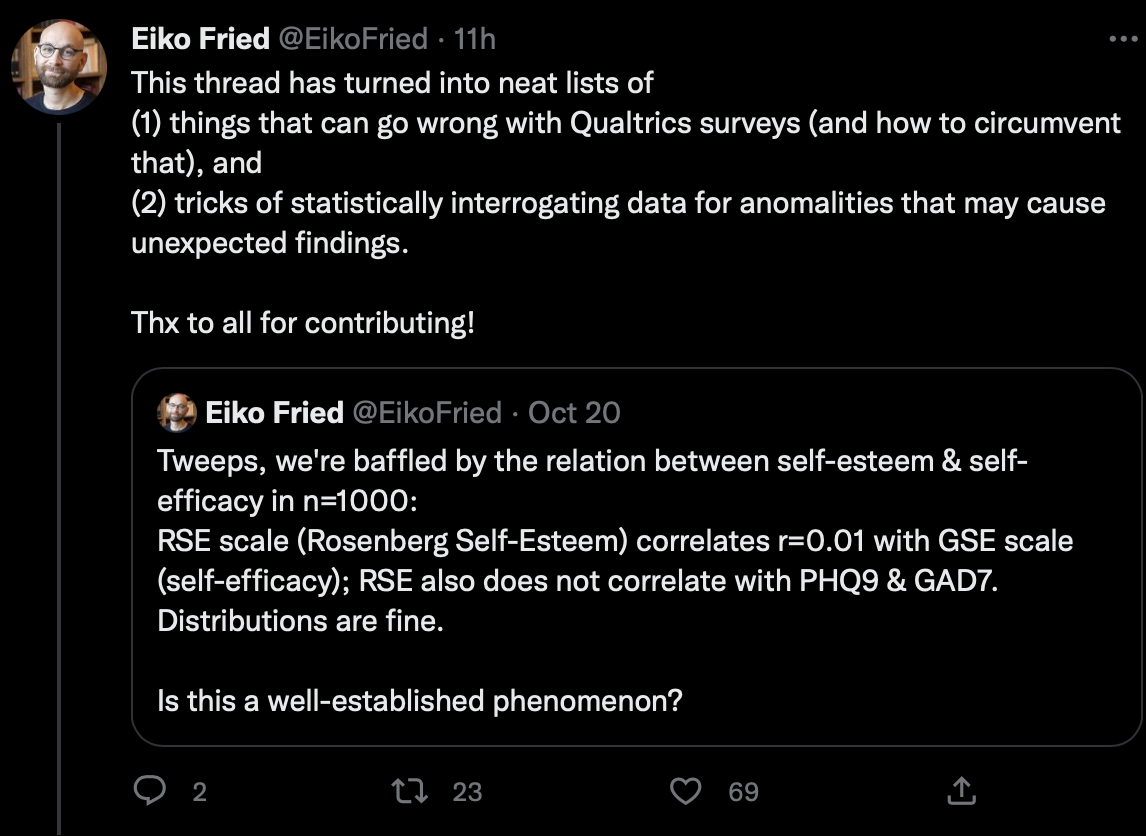 Eiko Fried @EikoFried · 11h
This thread has turned into neat lists of
(1) things that can go wrong with Qualtrics surveys (and how to circumvent
that), and
(2) tricks of statistically interrogating data for anomalities that may cause
unexpected findings.
Thx to all for contributing!
Eiko Fried @EikoFried · Oct 20
Tweeps, we're baffled by the relation between self-esteem & self-
efficacy in n=1000:
RSE scale (Rosenberg Self-Esteem) correlates r=0.01 with GSE scale
(self-efficacy); RSE also does not correlate with PHQ9 & GAD7.
Distributions are fine.
Is this a well-established phenomenon?
2 23 69